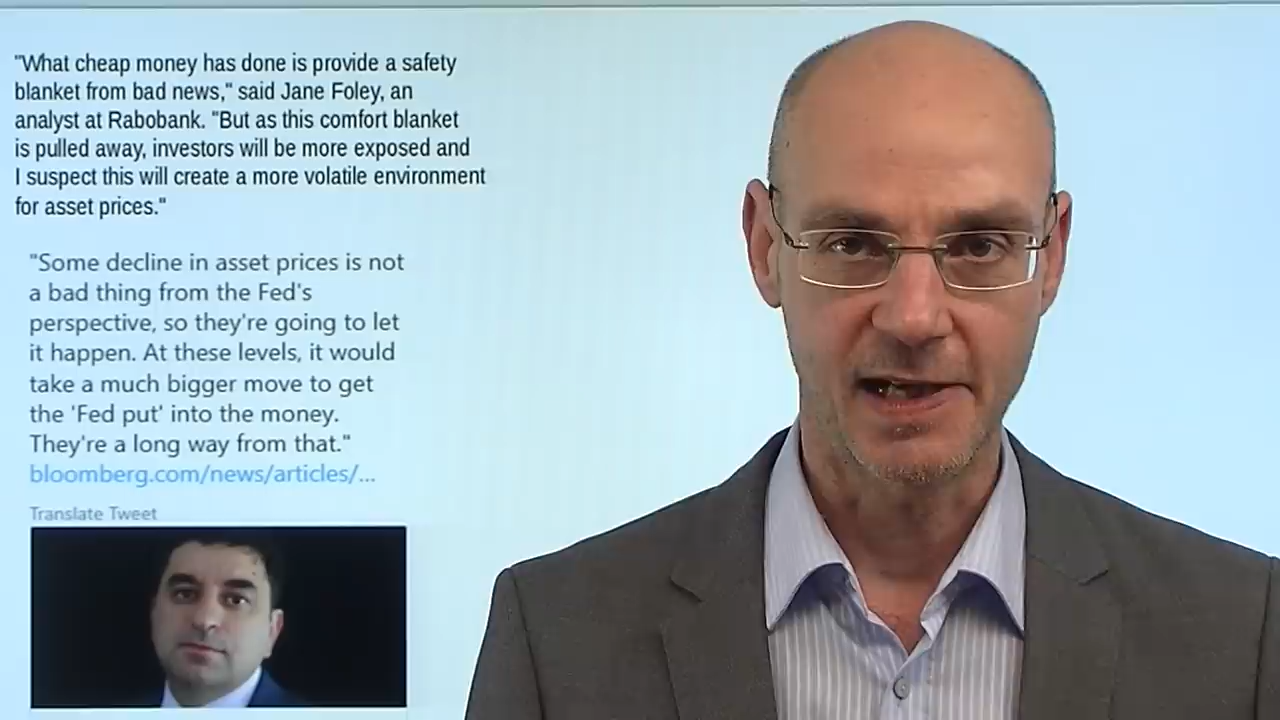 "What cheap money has done is provide a safety
blanket from bad news," said Jane Foley, an
analyst at Rabobank. "But as this comfort blanket
is pulled away, investors will be more exposed and
I suspect this will create a more volatile environment
for asset prices."
"Some decline in asset prices is not
a bad thing from the Fed's
perspective, so they're going to let
it happen. At these levels, it would
take a much bigger move to get
the 'Fed put' into the money.
They're a long way from that."
bloomberg.com/news/articles/...
Translate Tweet